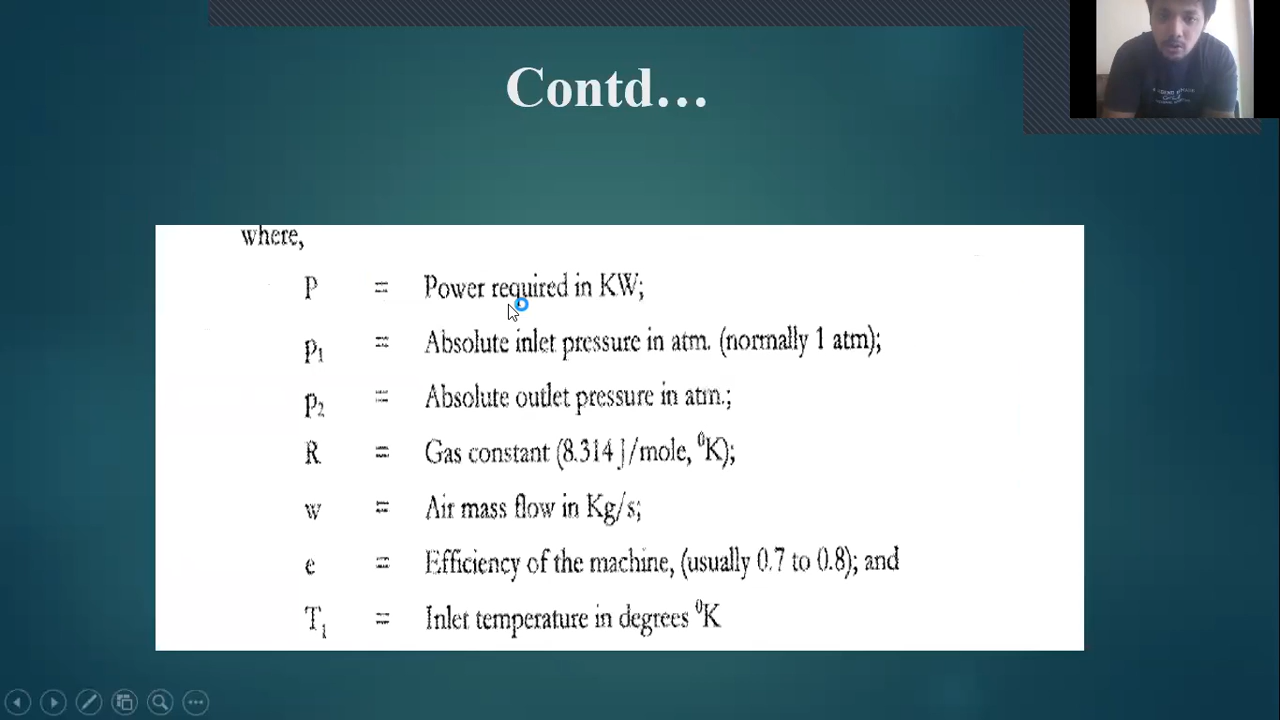 Contd...
where,
P = Power required in KW;
p₁ = Absolute inlet pressure in atm. (normally 1 atm);
p₂ = Absolute outlet pressure in atm.;
R = Gas constant (8.314 J/mole, ⁰K);
w = Air mass flow in Kg/s;
e = Efficiency of the machine, (usually 0.7 to 0.8); and
T₁ = Inlet temperature in degrees ⁰K